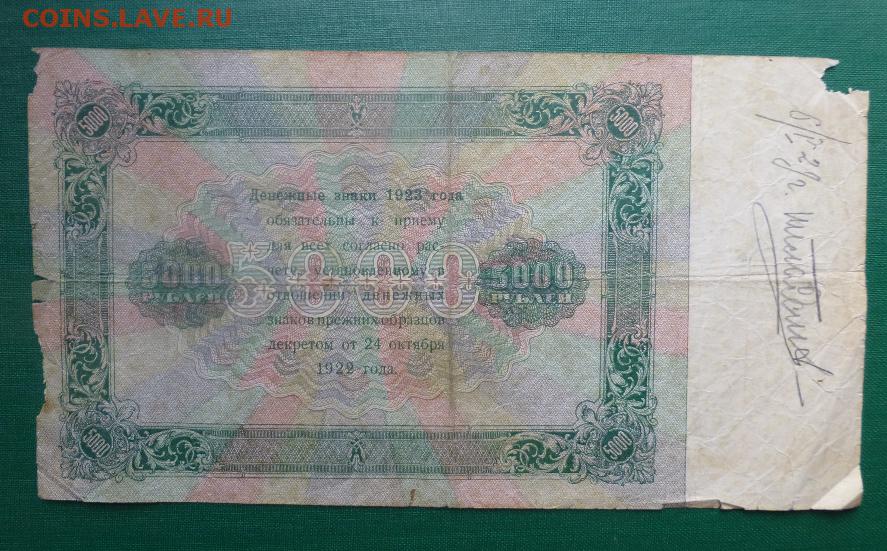 COINS.LAVE.RU
5000
5000
Денежные знаки 1923 года
обязательны к приему
для всех согласно рас-
чету, установленному в
отношении денежных
знаков прежних образцов
декретом от 24 октября
1922 года.
5000
РУБЛЕЙ
5000
5000
РУБЛЕЙ
5000
5000